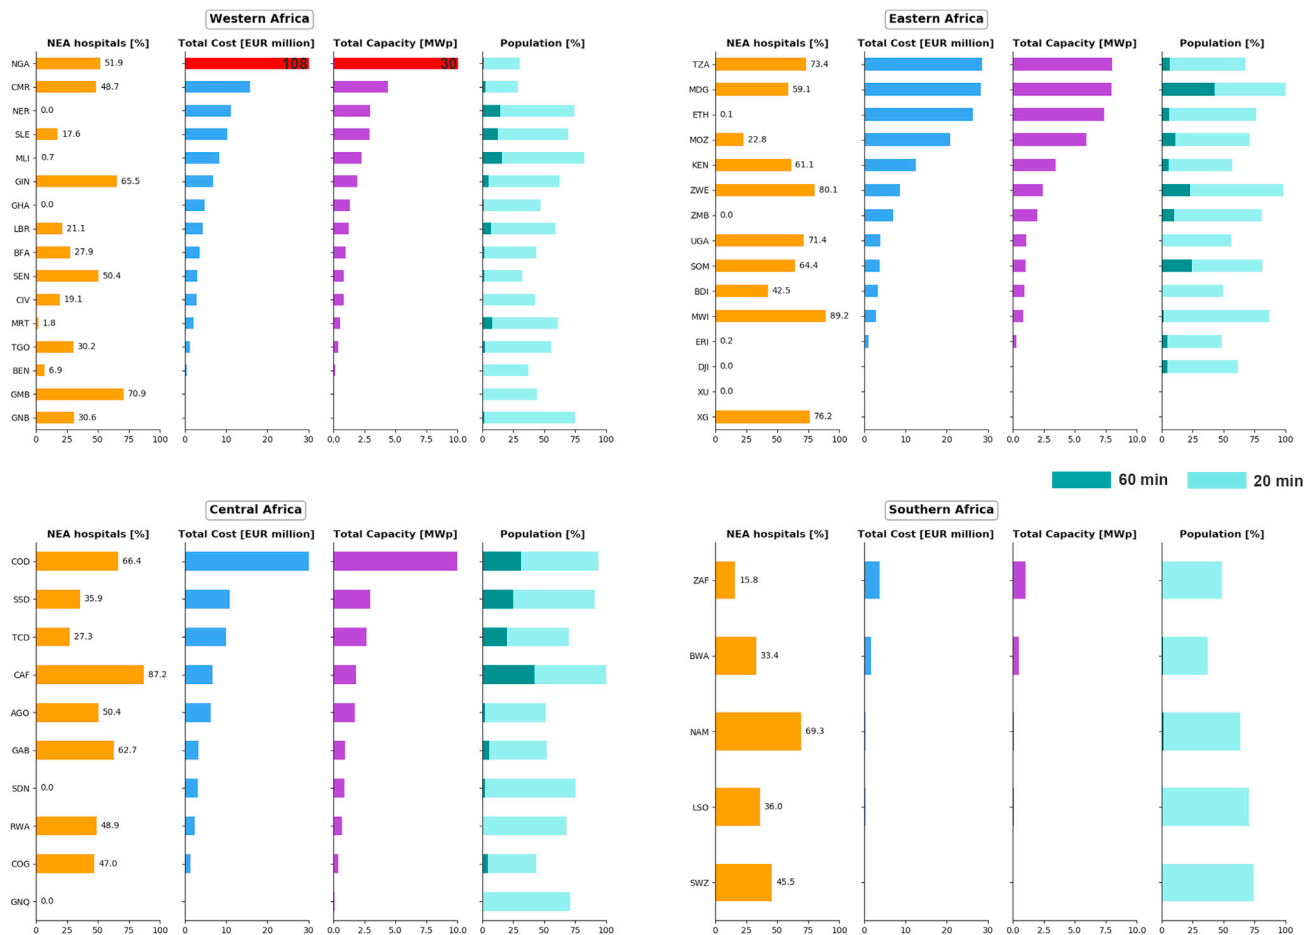 Western Africa
NEA hospitals [%] Total Cost [EUR million] Total Capacity [MWp] Population [%]
NGA 51.9 108 30
CMR 48.7
NER 0.0
SLE 17.6
MLI 0.7
GIN 65.5
GHA 0.0
LBR 21.1
BFA 27.9
SEN 50.4
CIV 19.1
MRT 1.8
TGO 30.2
BEN 6.9
GMB 70.9
GNB 30.6
0 25 50 75 100 0 10 20 30 0.0 2.5 5.0 7.5 10.0 0 25 50 75 100
Eastern Africa
NEA hospitals [%] Total Cost [EUR million] Total Capacity [MWp] Population [%]
TZA 73.4
MDG 59.1
ETH 0.1
MOZ 22.8
KEN 61.1
ZWE 80.1
ZMB 0.0
UGA 71.4
SOM 64.4
BDI 42.5
MWI 89.2
ERI 0.2
DJI 0.0
XU 0.0
XG 76.2
0 25 50 75 100 0 10 20 30 0.0 2.5 5.0 7.5 10.0 0 25 50 75 100
60 min 20 min
Central Africa
NEA hospitals [%] Total Cost [EUR million] Total Capacity [MWp] Population [%]
COD 66.4
SSD 35.9
TCD 27.3
CAF 87.2
AGO 50.4
GAB 62.7
SDN 0.0
RWA 48.9
COG 47.0
GNQ 0.0
0 25 50 75 100 0 10 20 30 0.0 2.5 5.0 7.5 10.0 0 25 50 75 100
Southern Africa
NEA hospitals [%] Total Cost [EUR million] Total Capacity [MWp] Population [%]
ZAF 15.8
BWA 33.4
NAM 69.3
LSO 36.0
SWZ 45.5
0 25 50 75 100 0 10 20 30 0.0 2.5 5.0 7.5 10.0 0 25 50 75 100